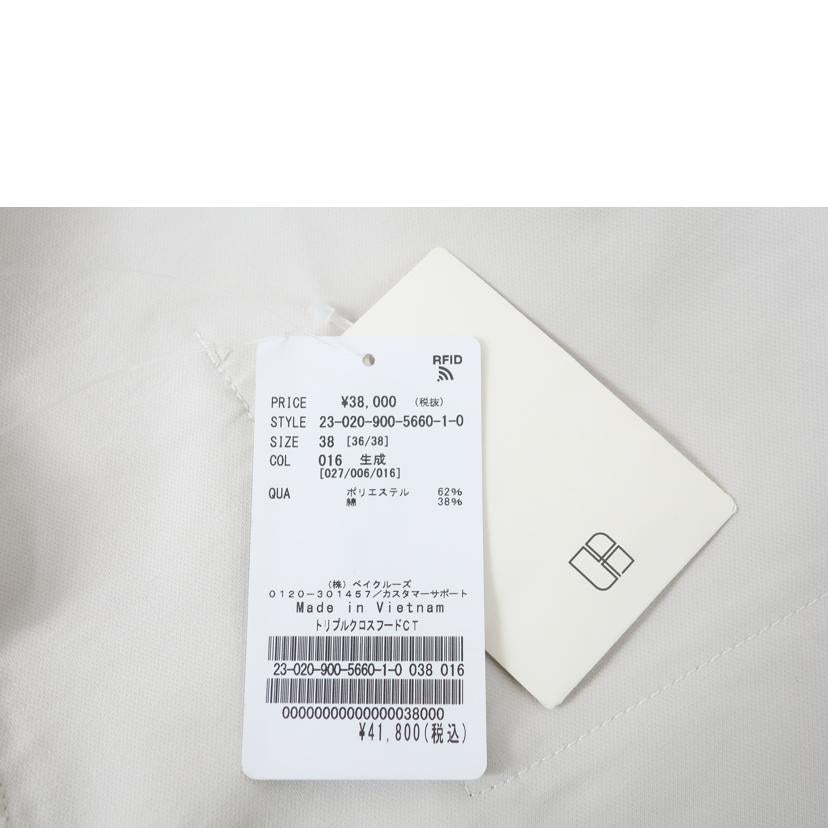 RFID
PRICE ¥38,000 (税抜)
STYLE 23-020-900-5660-1-0
SIZE 38 [36/38]
COL 016 生成
[027/006/016]
QUA ポリエステル 62%
綿 38%
(株)ベイクルーズ
0120-301457/カスタマーサポート
Made in Vietnam
トリプルクロスフードCT
23-020-900-5660-1-0 038 016
00000000000000038000
¥41,800(税込)